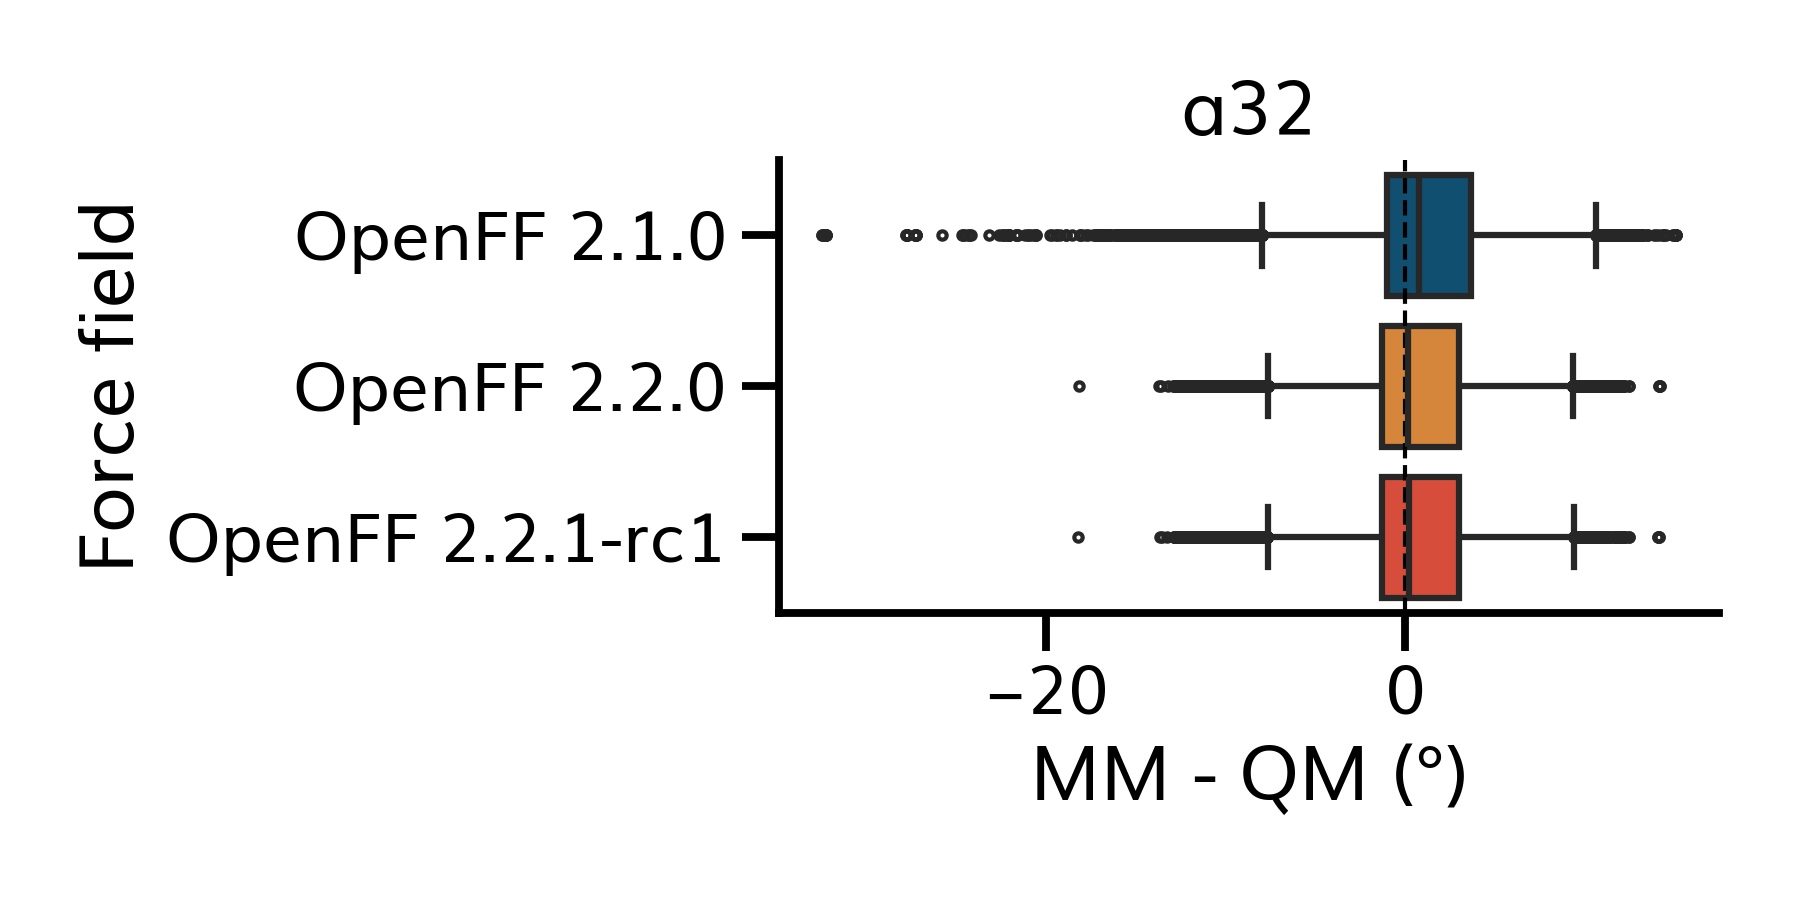 a32
Force field
OpenFF 2.1.0
OpenFF 2.2.0
OpenFF 2.2.1-rc1
−20
0
MM - QM (°)